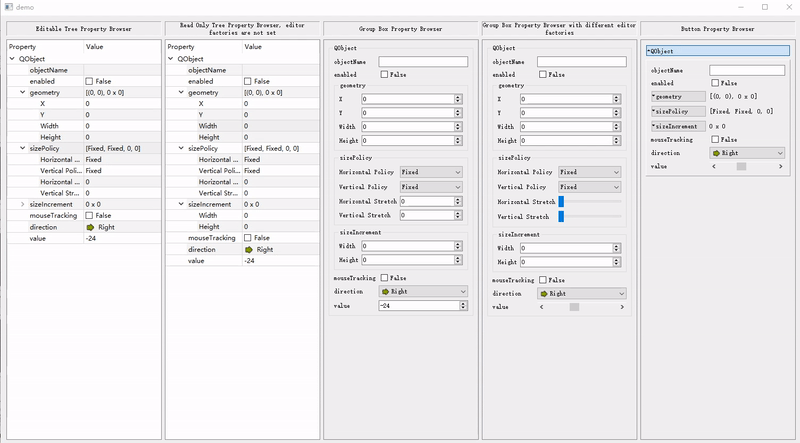 demo
Editable Tree Property Browser
Property Value
QObject
objectName
enabled False
geometry [(0, 0), 0 x 0]
X 0
Y 0
Width 0
Height 0
sizePolicy [Fixed, Fixed, 0, 0]
Horizontal ... Fixed
Vertical Poli... Fixed
Horizontal ... 0
Vertical Stre... 0
sizeIncrement 0 x 0
mouseTracking False
direction Right
value -24
Read Only Tree Property Browser, editor
factories are not set
Property Value
QObject
objectName
enabled False
geometry [(0, 0), 0 x 0]
X 0
Y 0
Width 0
Height 0
sizePolicy [Fixed, Fixed, 0, 0]
Horizontal ... Fixed
Vertical Poli... Fixed
Horizontal ... 0
Vertical Stre... 0
sizeIncrement 0 x 0
Width 0
Height 0
mouseTracking False
direction Right
value -24
Group Box Property Browser
QObject
objectName
enabled False
geometry
X 0
Y 0
Width 0
Height 0
sizePolicy
Horizontal Policy Fixed
Vertical Policy Fixed
Horizontal Stretch 0
Vertical Stretch 0
sizeIncrement
Width 0
Height 0
mouseTracking False
direction Right
value -24
Group Box Property Browser with different editor
factories
QObject
objectName
enabled False
geometry
X 0
Y 0
Width 0
Height 0
sizePolicy
Horizontal Policy Fixed
Vertical Policy Fixed
Horizontal Stretch
Vertical Stretch
sizeIncrement
Width 0
Height 0
mouseTracking False
direction Right
value
Button Property Browser
QObject
objectName
enabled False
geometry [(0, 0), 0 x 0]
sizePolicy [Fixed, Fixed, 0, 0]
sizeIncrement 0 x 0
mouseTracking False
direction Right
value